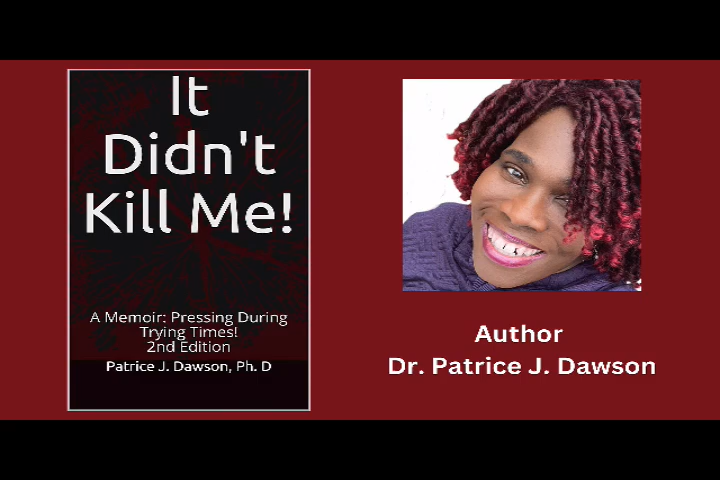 It
Didn't
Kill Me!
A Memoir: Pressing During
Trying Times!
2nd Edition
Patrice J. Dawson, Ph. D
Author
Dr. Patrice J. Dawson